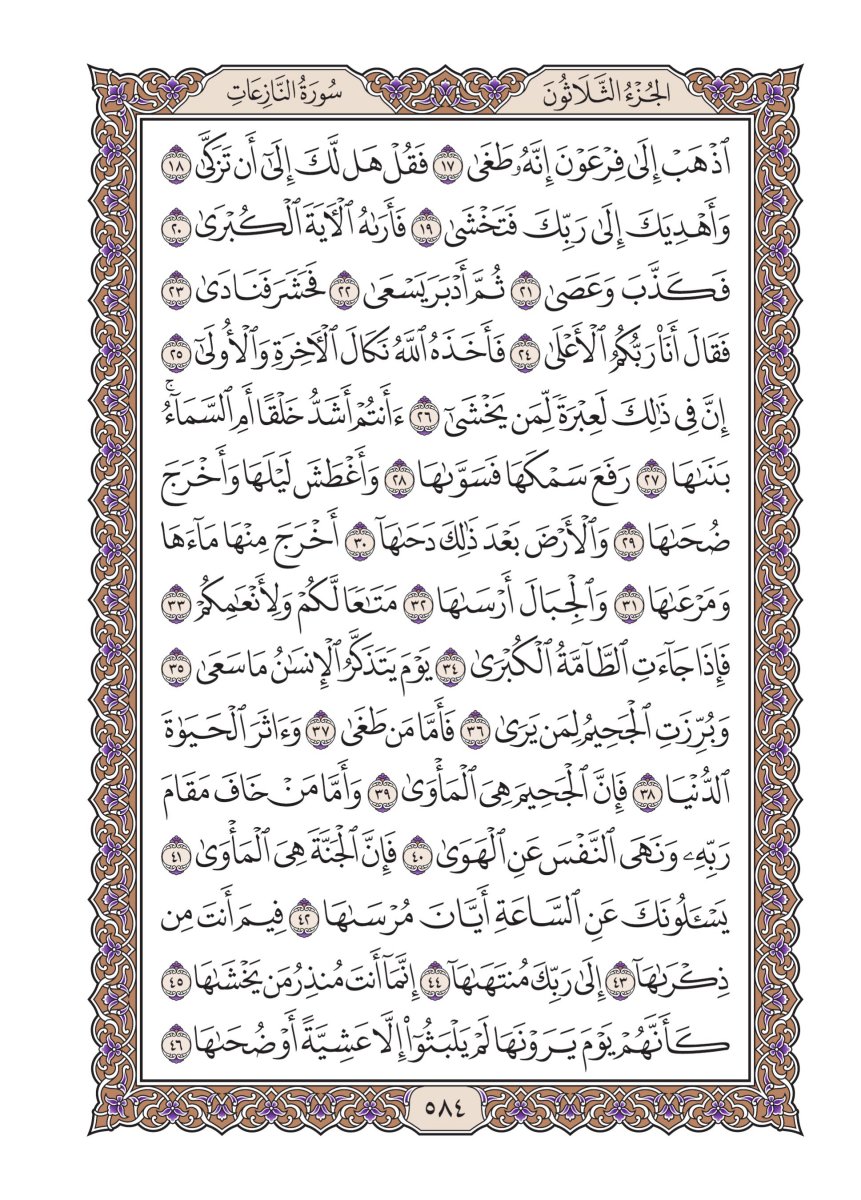 الجُزْءُ الثَّلَاثُونَ
سُورَةُ النَّازِعَاتِ
ٱذۡهَبۡ إِلَىٰ فِرۡعَوۡنَ إِنَّهُۥ طَغَىٰ ١٧ فَقُلۡ هَل لَّكَ إِلَىٰٓ أَن تَزَكَّىٰ ١٨
وَأَهۡدِيَكَ إِلَىٰ رَبِّكَ فَتَخۡشَىٰ ١٩ فَأَرَىٰهُ ٱلۡأٓيَةَ ٱلۡكُبۡرَىٰ ٢٠
فَكَذَّبَ وَعَصَىٰ ٢١ ثُمَّ أَدۡبَرَ يَسۡعَىٰ ٢٢ فَحَشَرَ فَنَادَىٰ ٢٣
فَقَالَ أَنَا۠ رَبُّكُمُ ٱلۡأَعۡلَىٰ ٢٤ فَأَخَذَهُ ٱللَّهُ نَكَالَ ٱلۡأٓخِرَةِ وَٱلۡأُولَىٰٓ ٢٥
إِنَّ فِي ذَٰلِكَ لَعِبۡرَةٗ لِّمَن يَخۡشَىٰٓ ٢٦ ءَأَنتُمۡ أَشَدُّ خَلۡقًا أَمِ ٱلسَّمَآءُۚ
بَنَىٰهَا ٢٧ رَفَعَ سَمۡكَهَا فَسَوَّىٰهَا ٢٨ وَأَغۡطَشَ لَيۡلَهَا وَأَخۡرَجَ
ضُحَىٰهَا ٢٩ وَٱلۡأَرۡضَ بَعۡدَ ذَٰلِكَ دَحَىٰهَآ ٣٠ أَخۡرَجَ مِنۡهَا مَآءَهَا
وَمَرۡعَىٰهَا ٣١ وَٱلۡجِبَالَ أَرۡسَىٰهَا ٣٢ مَتَٰعٗا لَّكُمۡ وَلِأَنۡعَٰمِكُمۡ ٣٣
فَإِذَا جَآءَتِ ٱلطَّآمَّةُ ٱلۡكُبۡرَىٰ ٣٤ يَوۡمَ يَتَذَكَّرُ ٱلۡإِنسَٰنُ مَا سَعَىٰ ٣٥
وَبُرِّزَتِ ٱلۡجَحِيمُ لِمَن يَرَىٰ ٣٦ فَأَمَّا مَن طَغَىٰ ٣٧ وَءَاثَرَ ٱلۡحَيَوٰةَ
ٱلدُّنۡيَا ٣٨ فَإِنَّ ٱلۡجَحِيمَ هِيَ ٱلۡمَأۡوَىٰ ٣٩ وَأَمَّا مَنۡ خَافَ مَقَامَ
رَبِّهِۦ وَنَهَى ٱلنَّفۡسَ عَنِ ٱلۡهَوَىٰ ٤٠ فَإِنَّ ٱلۡجَنَّةَ هِيَ ٱلۡمَأۡوَىٰ ٤١
يَسۡـَٔلُونَكَ عَنِ ٱلسَّاعَةِ أَيَّانَ مُرۡسَىٰهَا ٤٢ فِيمَ أَنتَ مِن
ذِكۡرَىٰهَآ ٤٣ إِلَىٰ رَبِّكَ مُنتَهَىٰهَآ ٤٤ إِنَّمَآ أَنتَ مُنذِرُ مَن يَخۡشَىٰهَا ٤٥
كَأَنَّهُمۡ يَوۡمَ يَرَوۡنَهَا لَمۡ يَلۡبَثُوٓاْ إِلَّا عَشِيَّةً أَوۡ ضُحَىٰهَا ٤٦
٥٨٤